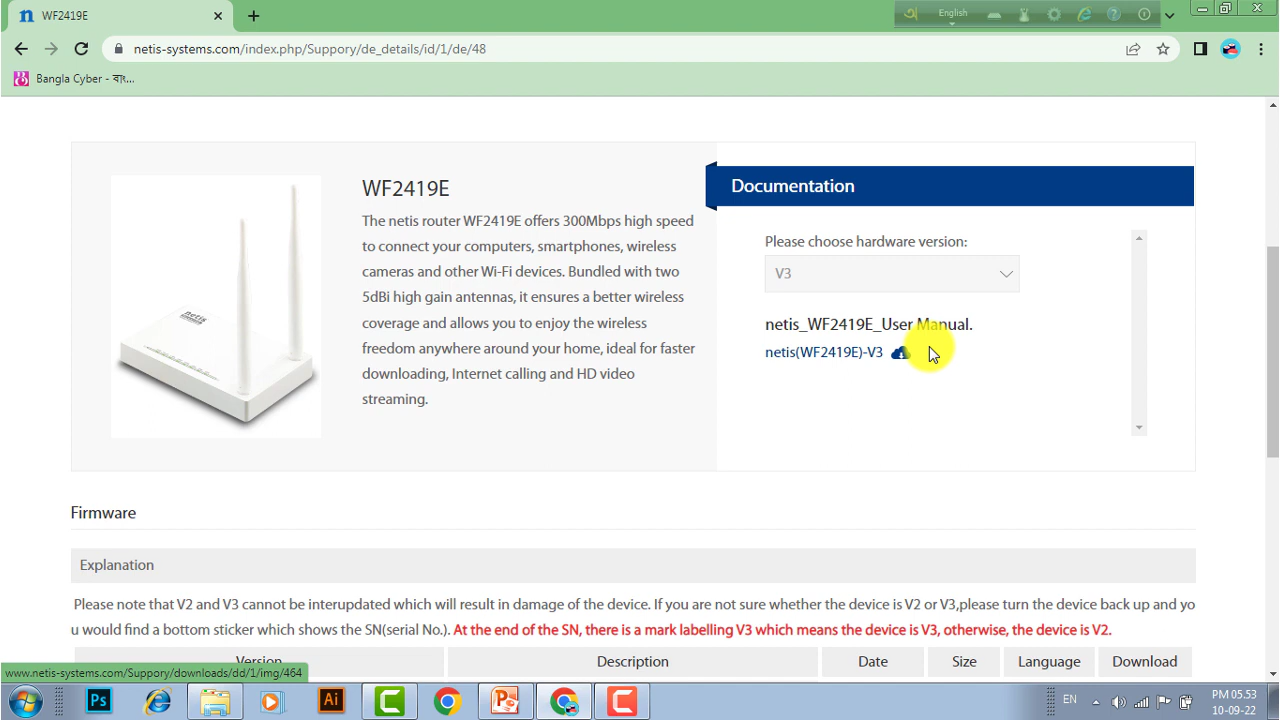 WF2419E
English
netis-systems.com/index.php/Suppory/de_details/id/1/de/48
Bangla Cyber - বাং...
WF2419E
The netis router WF2419E offers 300Mbps high speed
to connect your computers, smartphones, wireless
cameras and other Wi-Fi devices. Bundled with two
5dBi high gain antennas, it ensures a better wireless
coverage and allows you to enjoy the wireless
freedom anywhere around your home, ideal for faster
downloading, Internet calling and HD video
streaming.
netis
Documentation
Please choose hardware version:
V3
netis_WF2419E_User Manual.
netis(WF2419E)-V3
Firmware
Explanation
Please note that V2 and V3 cannot be interupdated which will result in damage of the device. If you are not sure whether the device is V2 or V3,please turn the device back up and yo
u would find a bottom sticker which shows the SN(serial No.). At the end of the SN, there is a mark labelling V3 which means the device is V3, otherwise, the device is V2.
Version Description Date Size Language Download
www.netis-systems.com/Suppory/downloads/dd/1/img/464
Ps
Ai
EN
PM 05.53
10-09-22